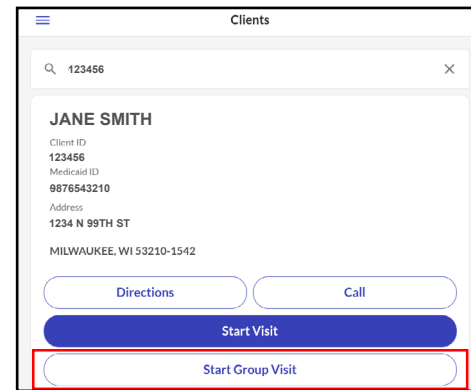 Clients
123456
JANE SMITH
Client ID
123456
Medicaid ID
9876543210
Address
1234 N 99TH ST
MILWAUKEE, WI 53210-1542
Directions Call
Start Visit
Start Group Visit